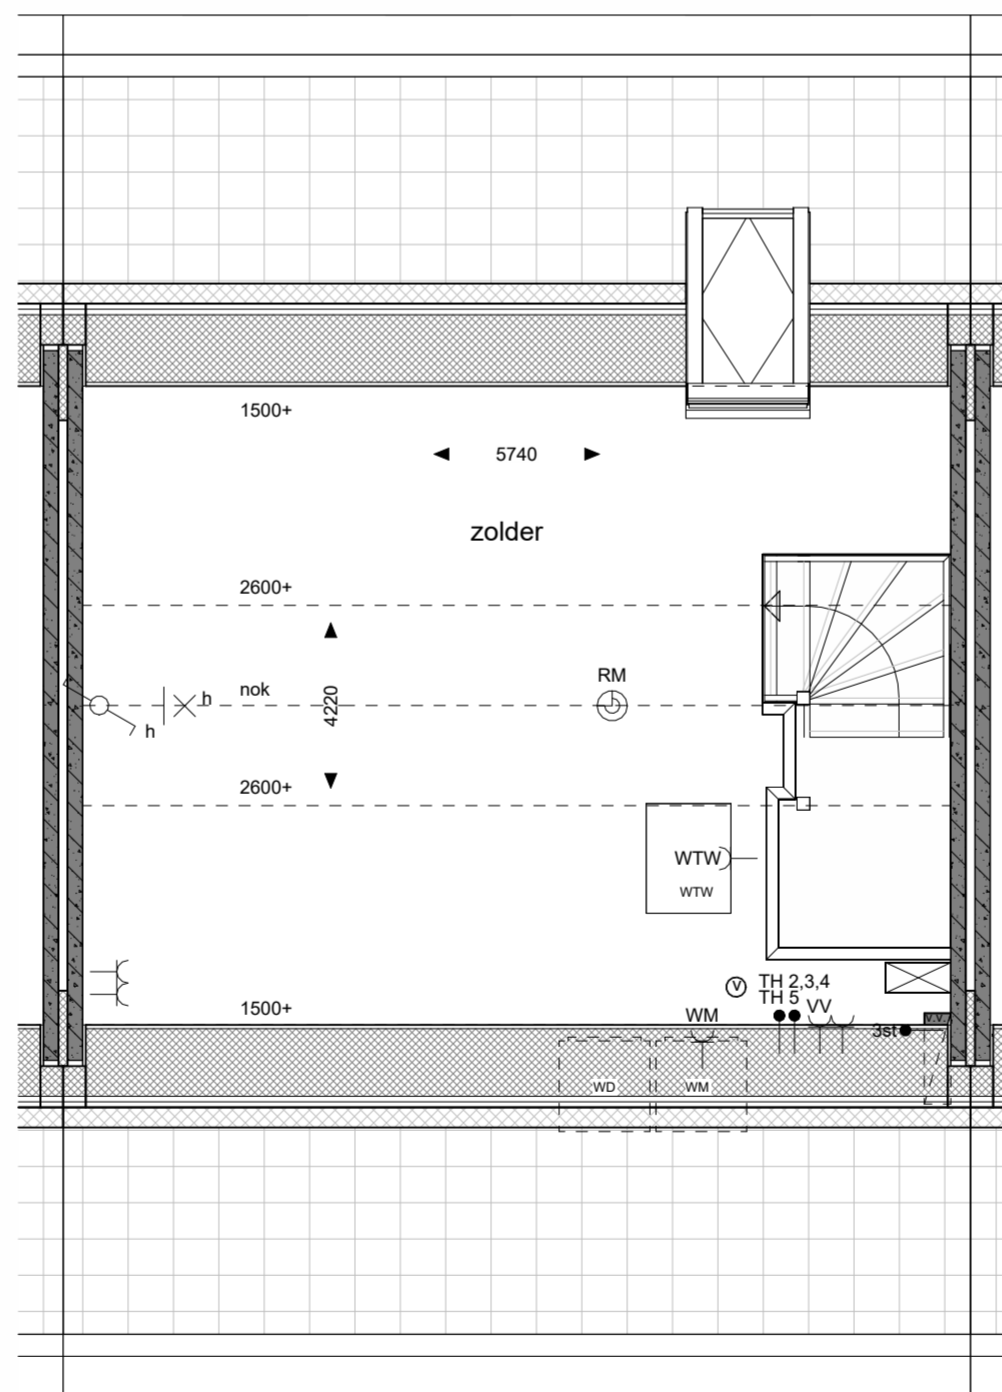 1500+
5740
zolder
2600+
RM
nok
h
4220
h
2600+
WTW
WTW
V
TH 2,3,4
TH 5
VV
1500+
WM
3st
V.V.
WD
WM